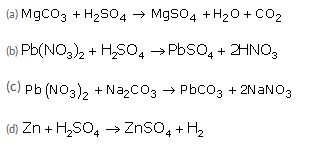 (a) MgCO₃ + H₂SO₄ → MgSO₄ + H₂O + CO₂
(b) Pb(NO₃)₂ + H₂SO₄ → PbSO₄ + 2HNO₃
(c) Pb (NO₃)₂ + Na₂CO₃ → PbCO₃ + 2NaNO₃
(d) Zn + H₂SO₄ → ZnSO₄ + H₂